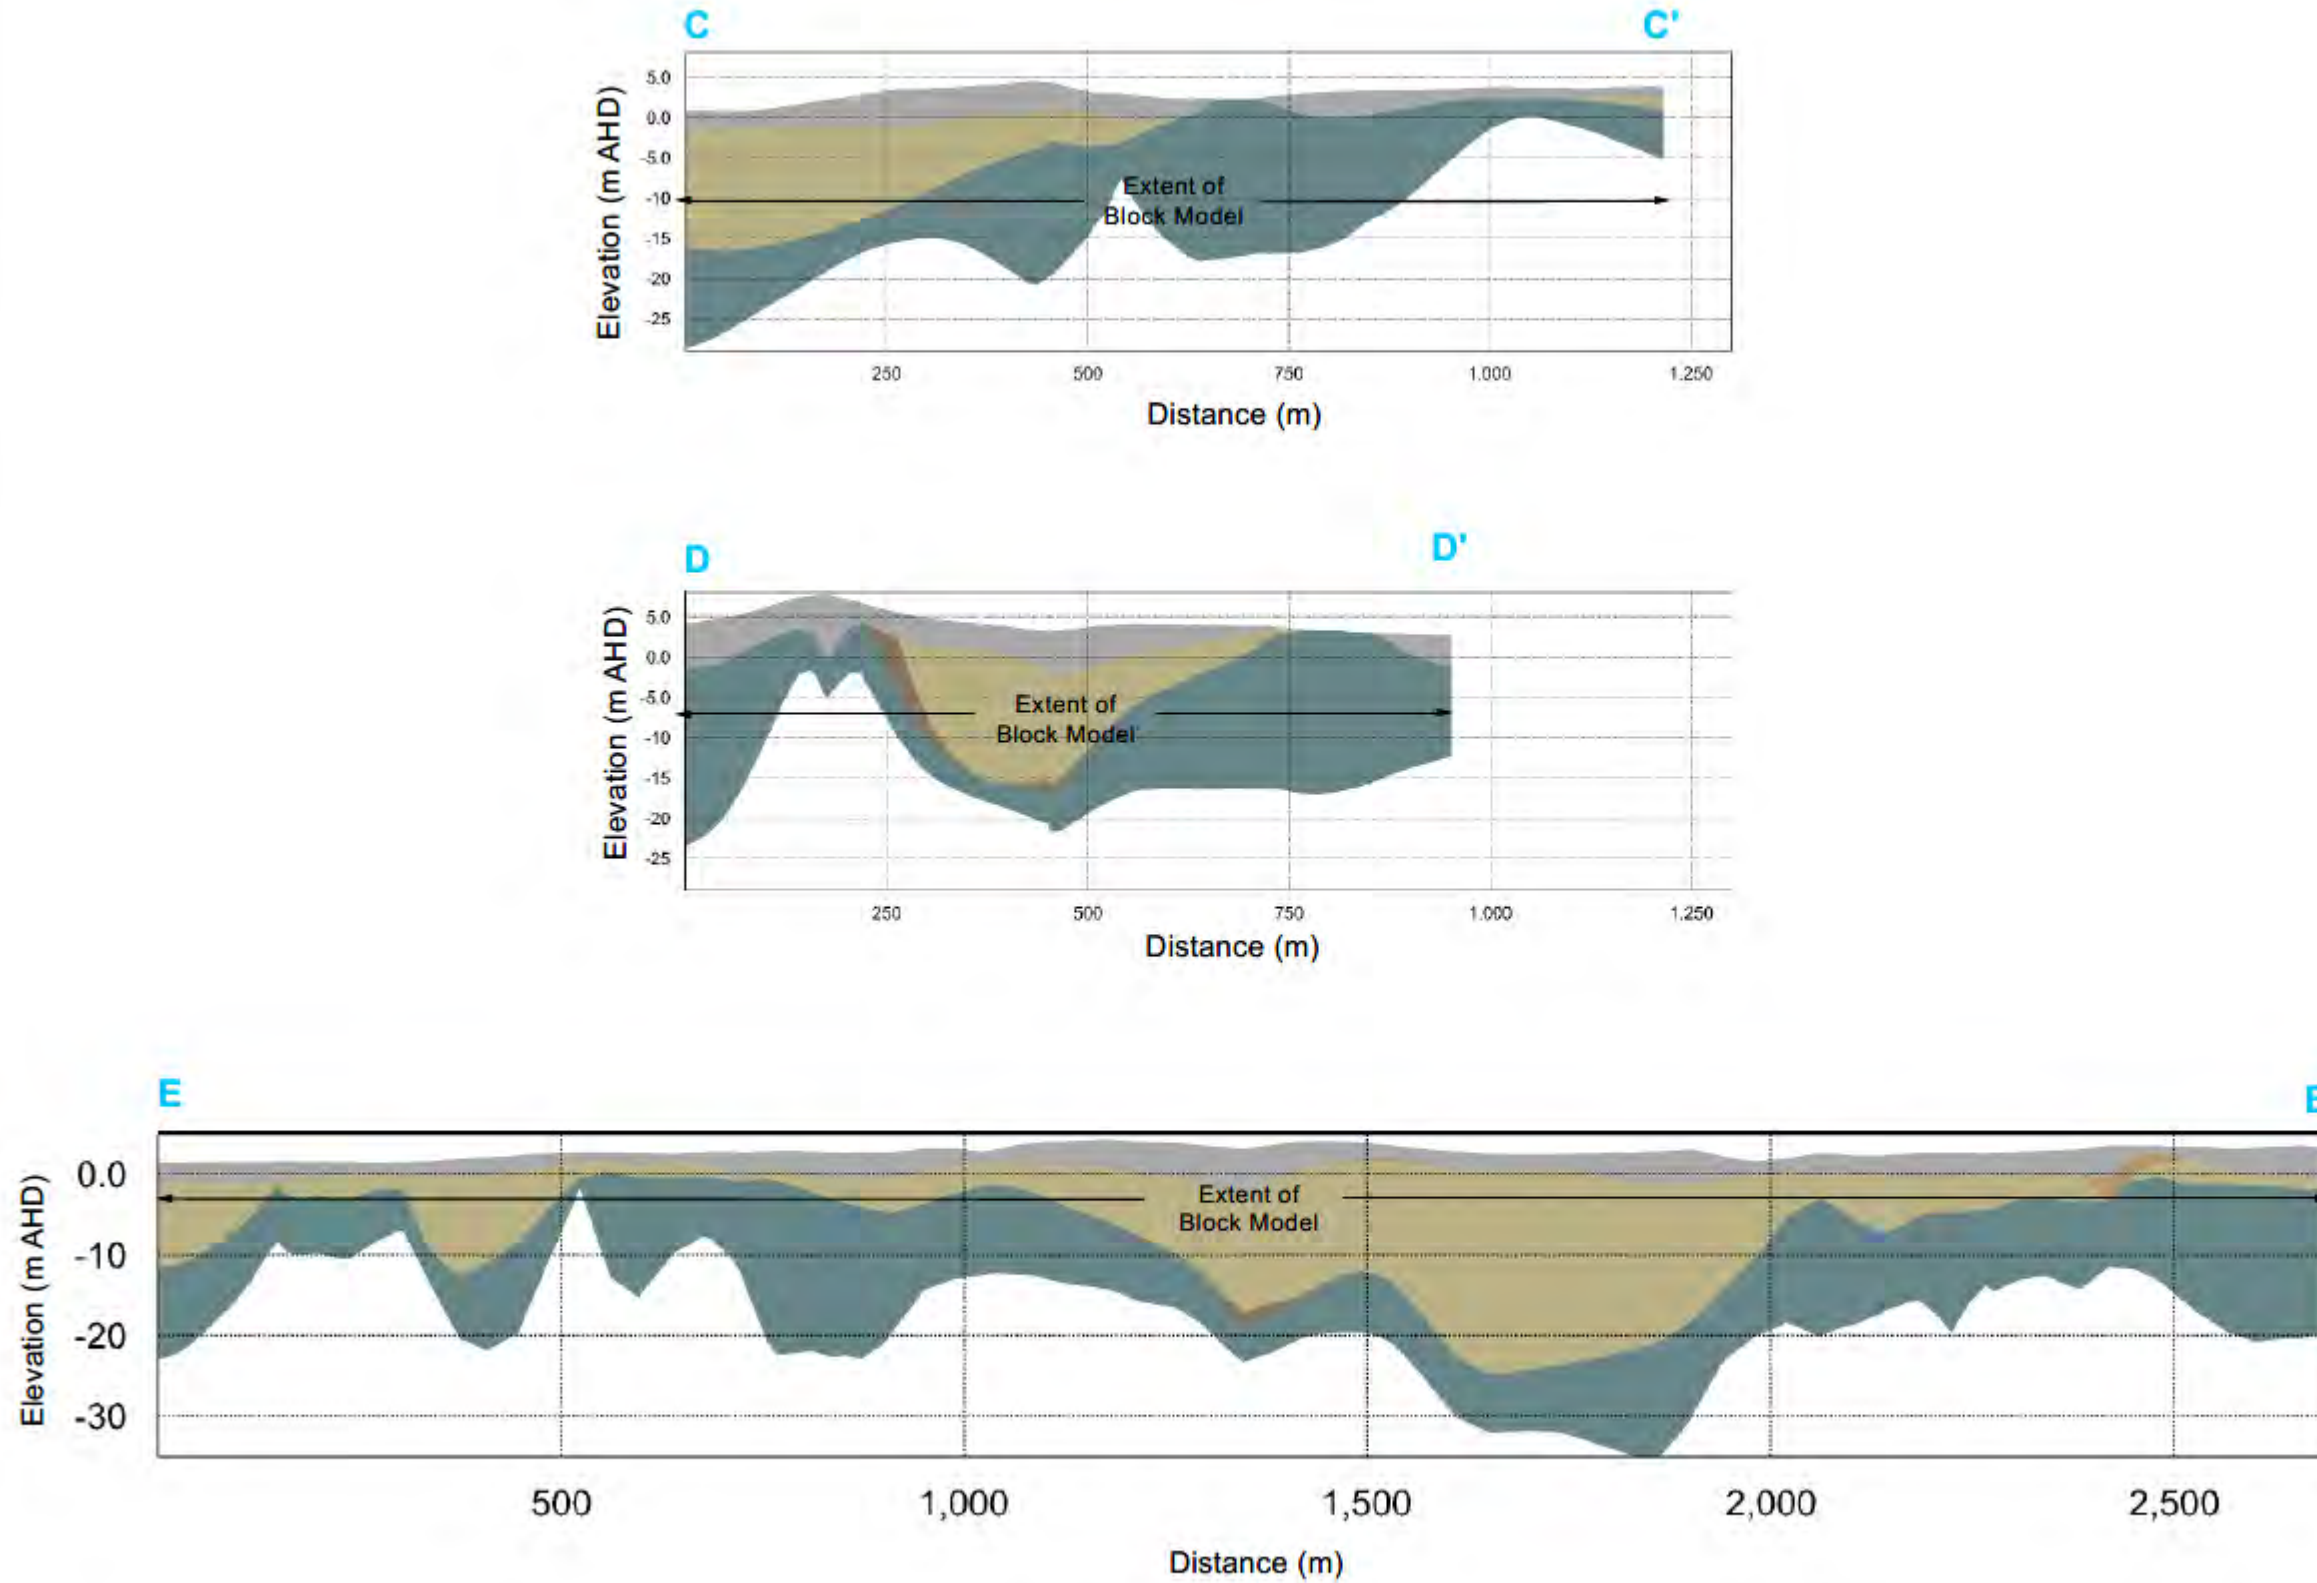 C C'
5.0
0.0
-5.0
-10
-15
-20
-25
Elevation (m AHD)
Extent of
Block Model
250 500 750 1.000 1.250
Distance (m)
D D'
5.0
0.0
-5.0
-10
-15
-20
-25
Elevation (m AHD)
Extent of
Block Model
250 500 750 1.000 1.250
Distance (m)
E
0.0
-10
-20
-30
Elevation (m AHD)
Extent of
Block Model
500 1,000 1,500 2,000 2,500
Distance (m)